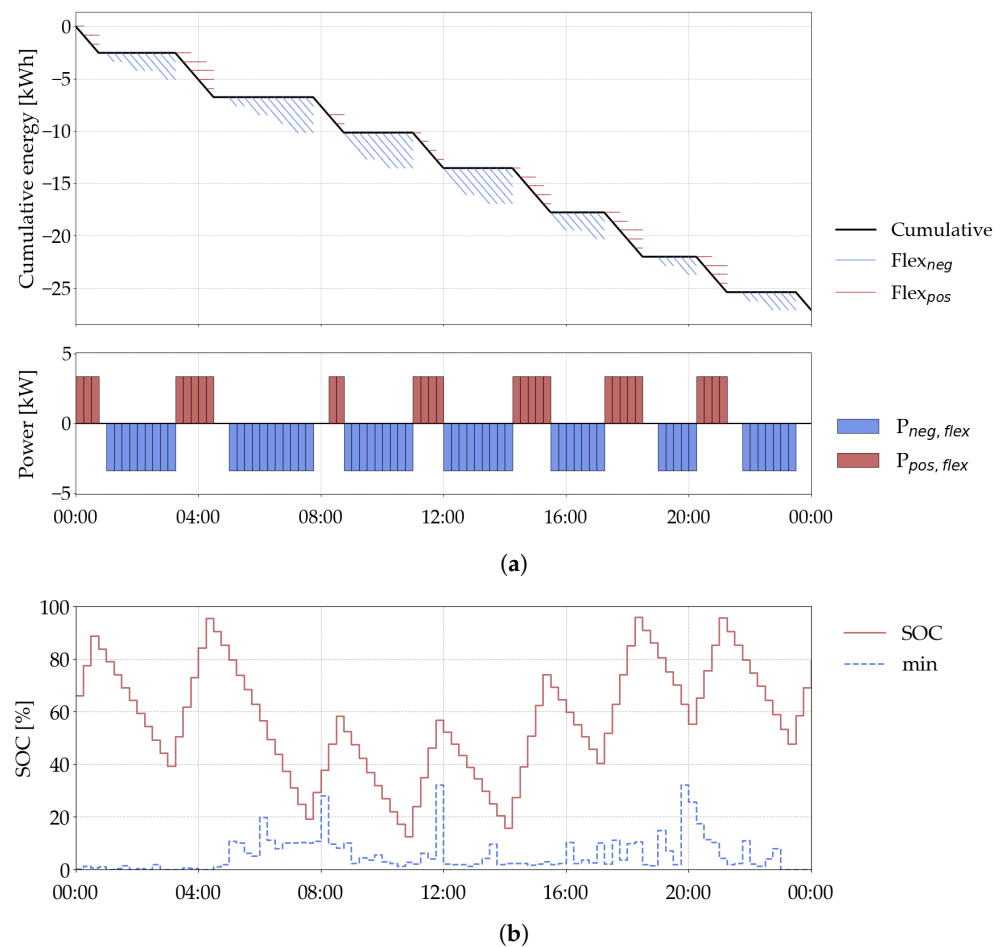 Cumulative energy [kWh]
0
−5
−10
−15
−20
−25
Cumulative
Flex_neg
Flex_pos
Power [kW]
5
0
−5
00:00 04:00 08:00 12:00 16:00 20:00 00:00
P_neg, flex
P_pos, flex
(a)
SOC [%]
100
80
60
40
20
0
00:00 04:00 08:00 12:00 16:00 20:00 00:00
SOC
min
(b)